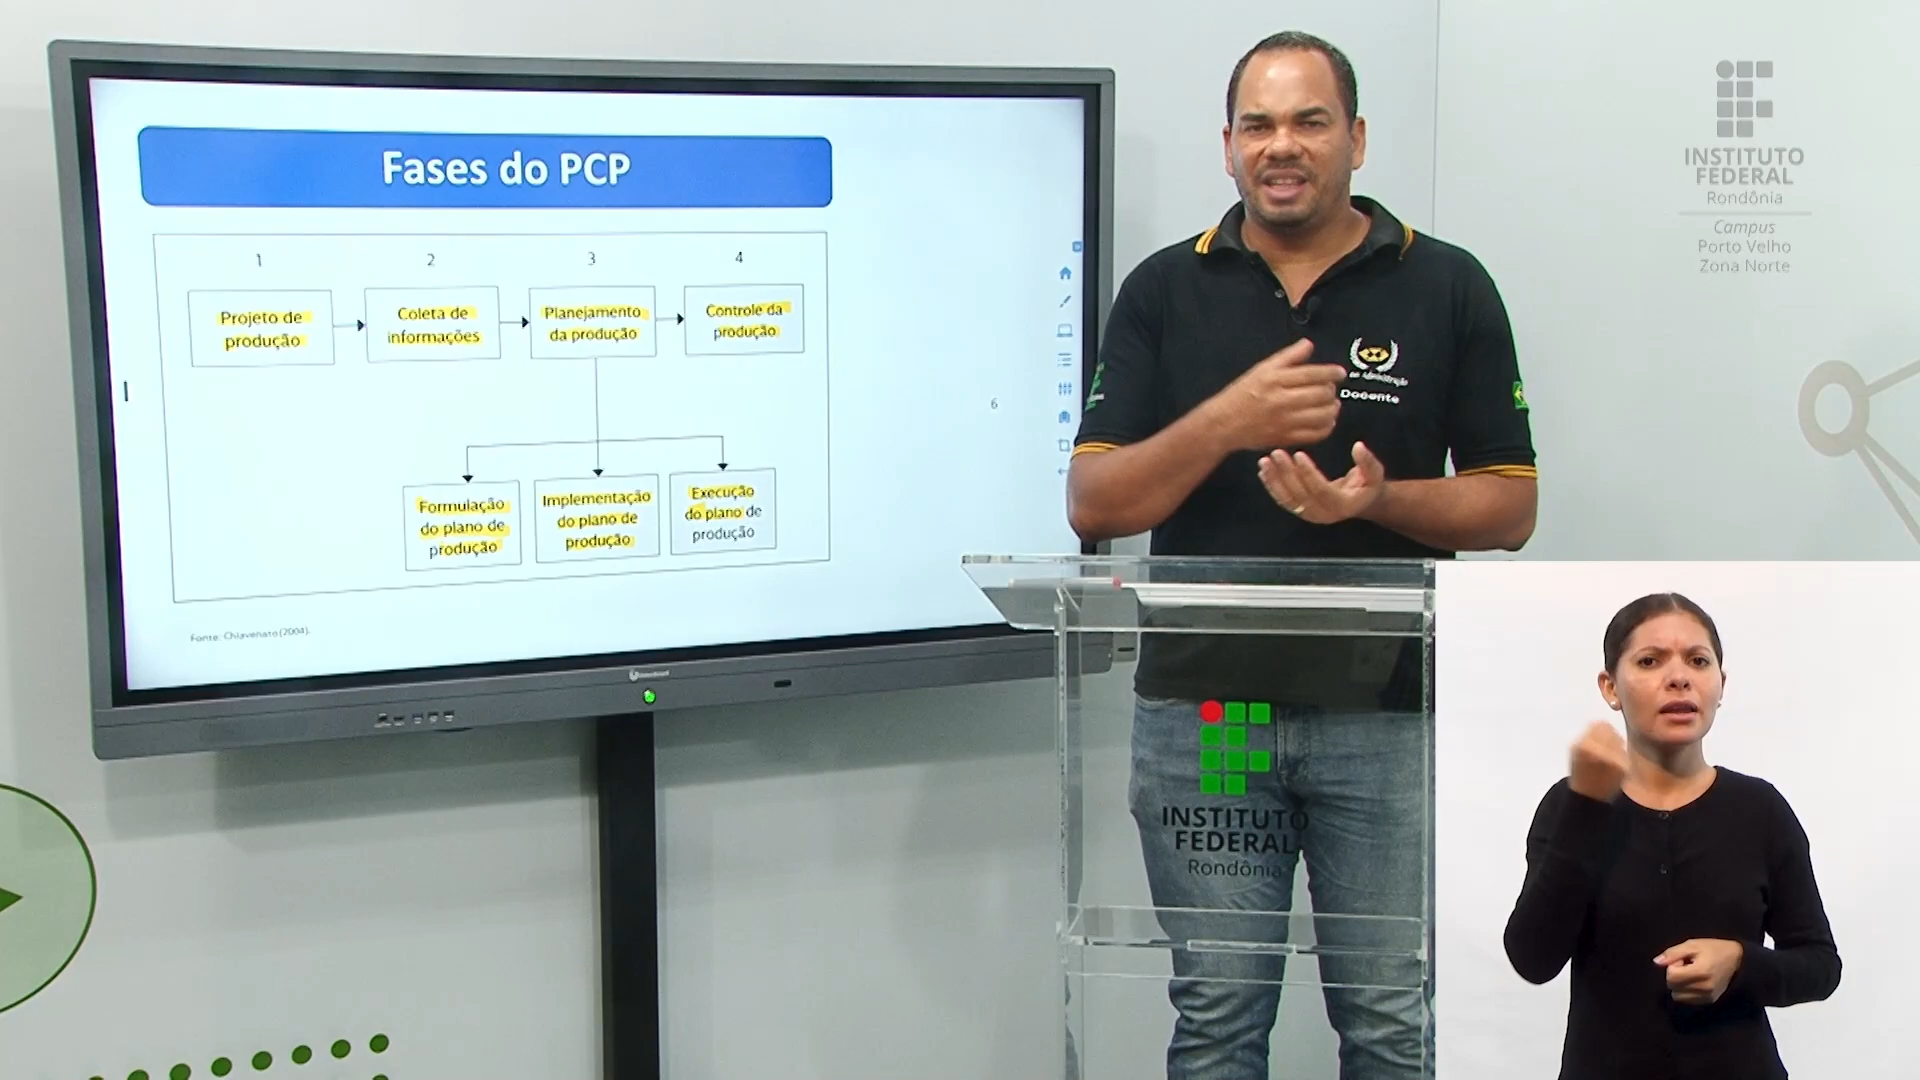 Fases do PCP
1
2
3
4
Projeto de
produção
Coleta de
informações
Planejamento
da produção
Controle da
produção
Formulação
do plano de
produção
Implementação
do plano de
produção
Execução
do plano de
produção
6
Fonte: Chiavenato (2004).
Administração
Docente
INSTITUTO
FEDERAL
Rondônia
Campus
Porto Velho
Zona Norte
INSTITUTO
FEDERAL
Rondônia